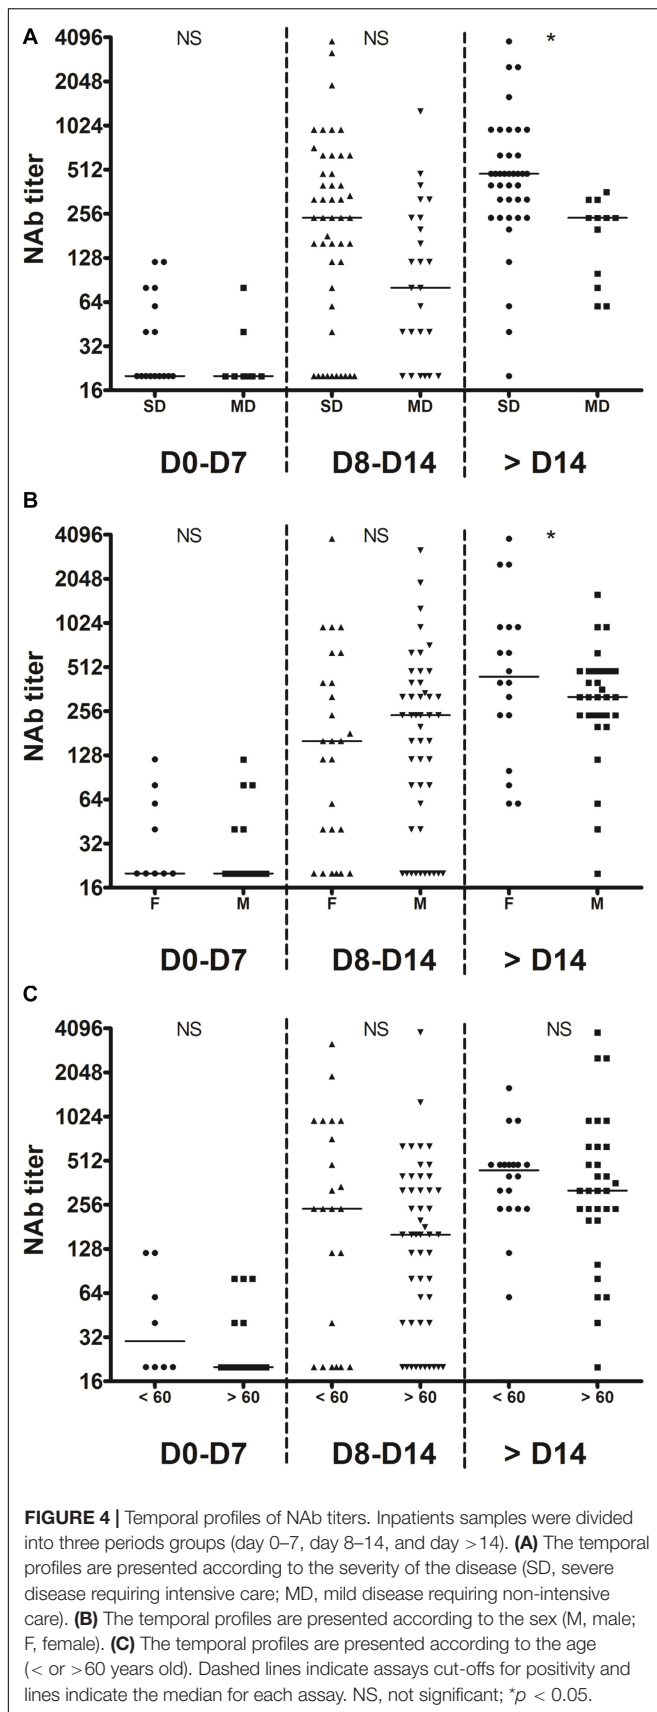 A
NS NS *
4096
2048
1024
512
256
128
64
32
16
NAb titer
SD MD SD MD SD MD
D0-D7 D8-D14 > D14
B
NS NS *
4096
2048
1024
512
256
128
64
32
16
NAb titer
F M F M F M
D0-D7 D8-D14 > D14
C
NS NS NS
4096
2048
1024
512
256
128
64
32
16
NAb titer
< 60 > 60 < 60 > 60 < 60 > 60
D0-D7 D8-D14 > D14
FIGURE 4 | Temporal profiles of NAb titers. Inpatients samples were divided
into three periods groups (day 0–7, day 8–14, and day >14). (A) The temporal
profiles are presented according to the severity of the disease (SD, severe
disease requiring intensive care; MD, mild disease requiring non-intensive
care). (B) The temporal profiles are presented according to the sex (M, male;
F, female). (C) The temporal profiles are presented according to the age
(< or >60 years old). Dashed lines indicate assays cut-offs for positivity and
lines indicate the median for each assay. NS, not significant; *p < 0.05.